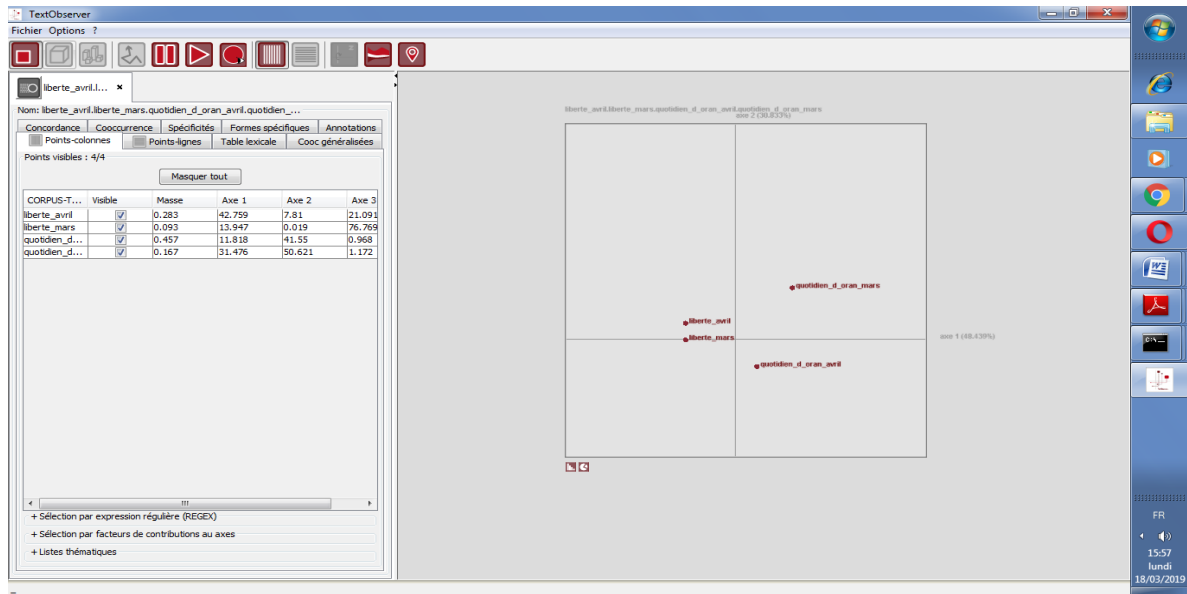 TextObserver
Fichier Options ?
liberte_avril.l... ×
Nom: liberte_avril.liberte_mars.quotidien_d_oran_avril.quotidien_...
Concordance Cooccurrence Spécificités Formes spécifiques Annotations
Points-colonnes Points-lignes Table lexicale Cooc généralisées
Points visibles : 4/4
Masquer tout
CORPUS-T... Visible Masse Axe 1 Axe 2 Axe 3
liberte_avril 0.283 42.759 7.81 21.091
liberte_mars 0.093 13.947 0.019 76.769
quotidien_d... 0.457 11.818 41.55 0.968
quotidien_d... 0.167 31.476 50.621 1.172
+ Sélection par expression régulière (REGEX)
+ Sélection par facteurs de contributions au axes
+ Listes thématiques
liberte_avril.liberte_mars.quotidien_d_oran_avril.quotidien_d_oran_mars
axe 2 (30.833%)
quotidien_d_oran_mars
liberte_avril
liberte_mars
axe 1 (48.439%)
quotidien_d_oran_avril
FR
15:57
lundi
18/03/2019